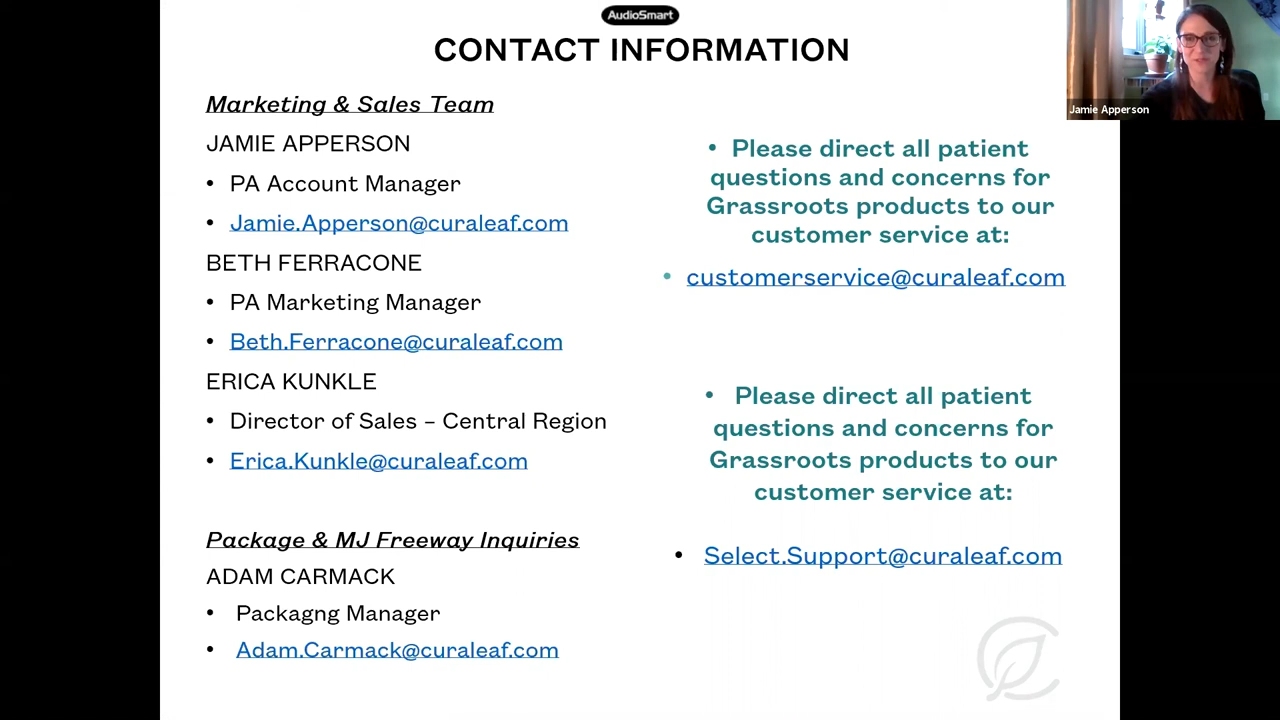 AudioSmart
CONTACT INFORMATION
Jamie Apperson
Marketing & Sales Team
JAMIE APPERSON
• PA Account Manager
• Jamie.Apperson@curaleaf.com
BETH FERRACONE
• PA Marketing Manager
• Beth.Ferracone@curaleaf.com
ERICA KUNKLE
• Director of Sales – Central Region
• Erica.Kunkle@curaleaf.com
Package & MJ Freeway Inquiries
ADAM CARMACK
• Packagng Manager
• Adam.Carmack@curaleaf.com
• Please direct all patient
questions and concerns for
Grassroots products to our
customer service at:
• customerservice@curaleaf.com
• Please direct all patient
questions and concerns for
Grassroots products to our
customer service at:
• Select.Support@curaleaf.com